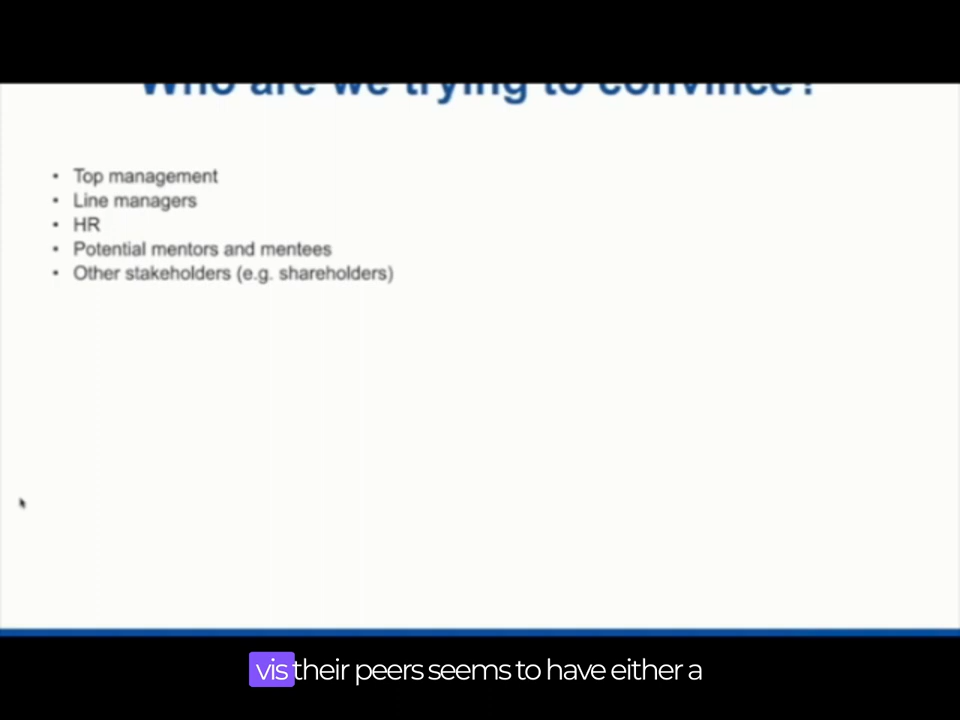 Who are we trying to convince?
• Top management
• Line managers
• HR
• Potential mentors and mentees
• Other stakeholders (e.g. shareholders)
vis their peers seems to have either a